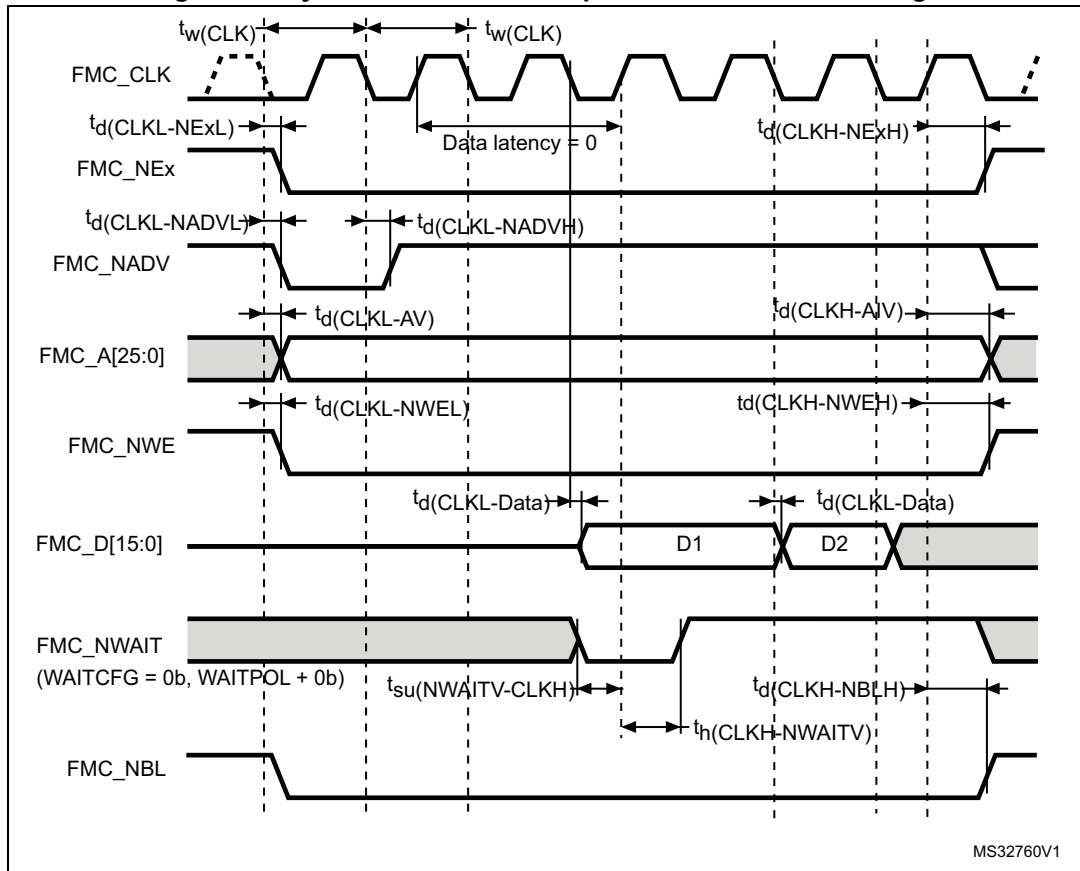 tw(CLK) tw(CLK)
FMC_CLK
td(CLKL-NExL) Data latency = 0 td(CLKH-NExH)
FMC_NEx
td(CLKL-NADVL) td(CLKL-NADVH)
FMC_NADV
td(CLKL-AV) td(CLKH-AIV)
FMC_A[25:0]
td(CLKL-NWEL) td(CLKH-NWEH)
FMC_NWE
td(CLKL-Data) td(CLKL-Data)
FMC_D[15:0] D1 D2
FMC_NWAIT
(WAITCFG = 0b, WAITPOL + 0b)
tsu(NWAITV-CLKH) td(CLKH-NBLH)
th(CLKH-NWAITV)
FMC_NBL
MS32760V1